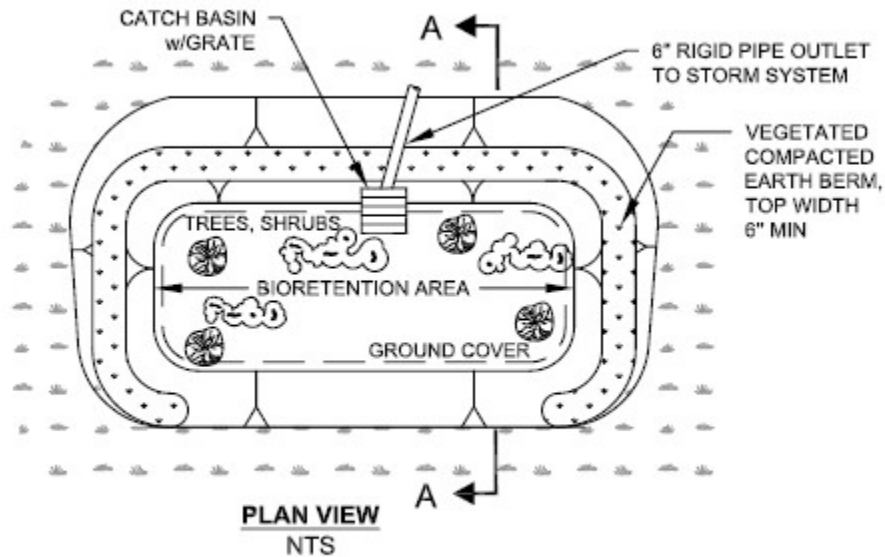 CATCH BASIN
w/GRATE
A
6" RIGID PIPE OUTLET
TO STORM SYSTEM
VEGETATED
COMPACTED
EARTH BERM,
TOP WIDTH
6" MIN
TREES, SHRUBS
BIORETENTION AREA
GROUND COVER
A
PLAN VIEW
NTS